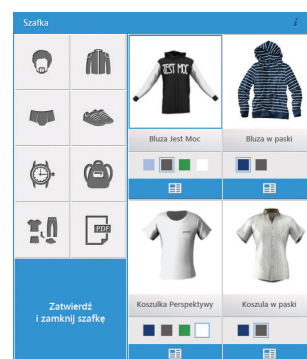 Szafka
i
JEST MOC
Bluza Jest Moc
Bluza w paski
PDF
Zatwierdź
i zamknij szafkę
Koszulka Perspektywy
Koszula w paski